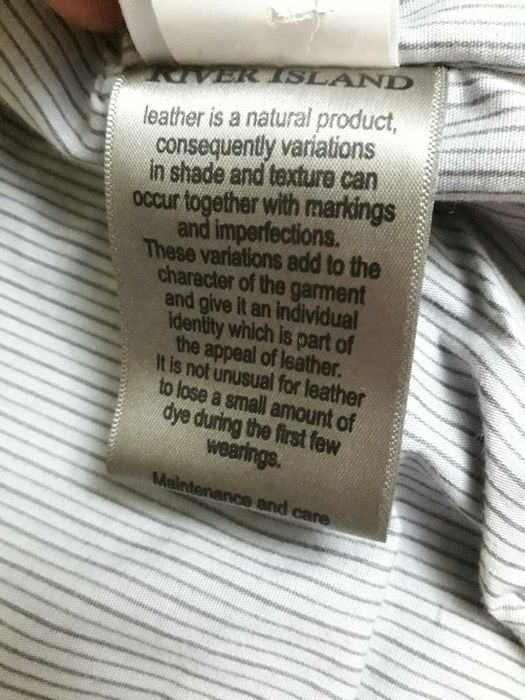 RIVER ISLAND
leather is a natural product,
consequently variations
in shade and texture can
occur together with markings
and imperfections.
These variations add to the
character of the garment
and give it an individual
identity which is part of
the appeal of leather.
It is not unusual for leather
to lose a small amount of
dye during the first few
wearings.
Maintenance and care